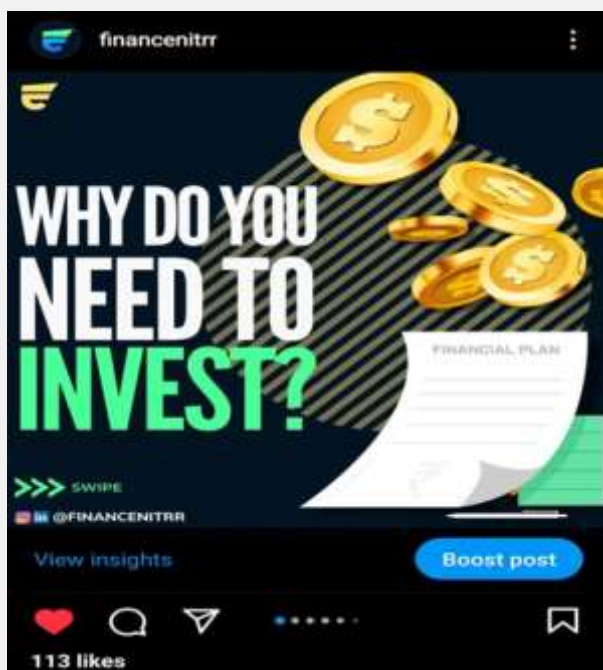 financenitrr
WHY DO YOU
NEED TO
INVEST?
FINANCIAL PLAN
>>> SWIPE
@FINANCENITRR
View insights
Boost post
113 likes